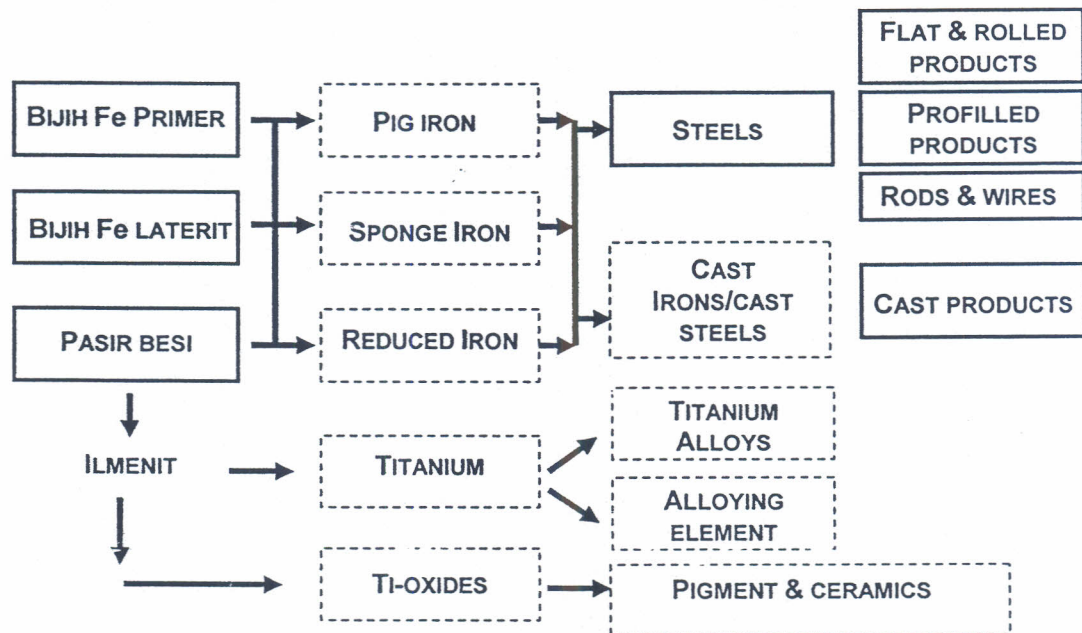 FLAT & ROLLED
PRODUCTS
BIJIH Fe PRIMER
PIG IRON
STEELS
PROFILLED
PRODUCTS
RODS & WIRES
BIJIH Fe LATERIT
SPONGE IRON
CAST
IRONS/CAST
STEELS
CAST PRODUCTS
PASIR BESI
REDUCED IRON
TITANIUM
ALLOYS
ILMENIT
TITANIUM
ALLOYING
ELEMENT
TI-OXIDES
PIGMENT & CERAMICS